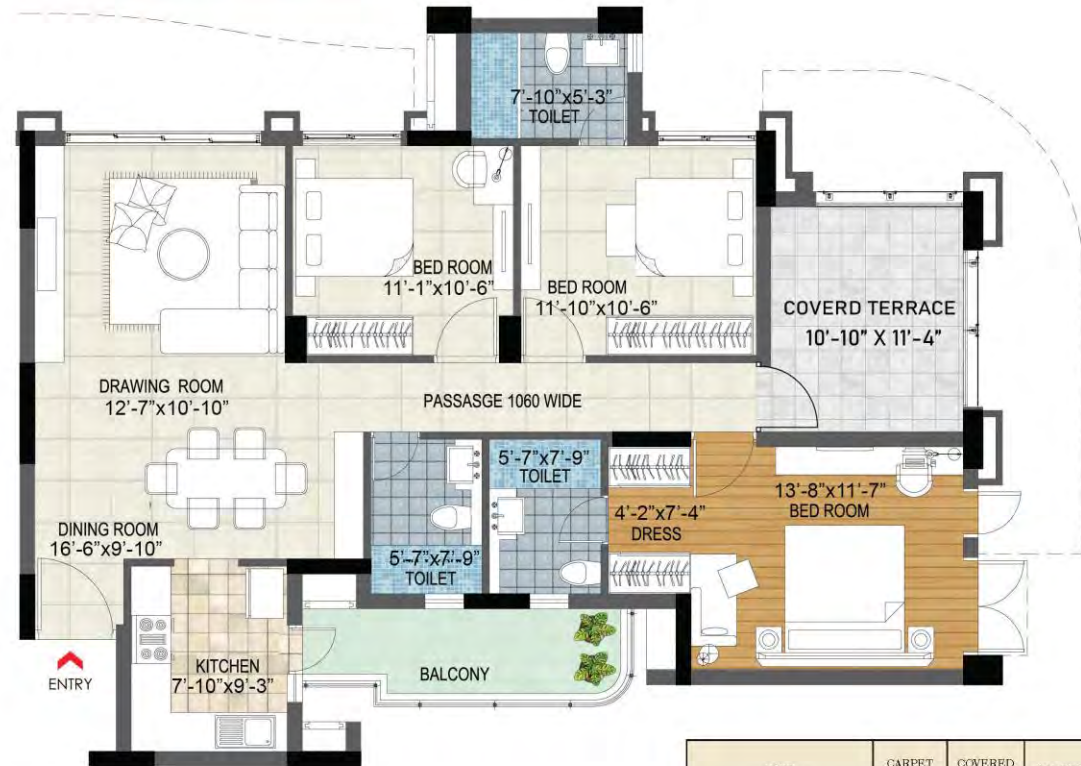 7'-10"x5'-3"
TOILET
BED ROOM
11'-1"x10'-6"
BED ROOM
11'-10"x10'-6"
COVERD TERRACE
10'-10" X 11'-4"
DRAWING ROOM
12'-7"x10'-10"
PASSASGE 1060 WIDE
5'-7"x7'-9"
TOILET
13'-8"x11'-7"
BED ROOM
4'-2"x7'-4"
DRESS
DINING ROOM
16'-6"x9'-10"
5'-7"x7'-9"
TOILET
KITCHEN
7'-10"x9'-3"
BALCONY
ENTRY
CARPET
COVERED